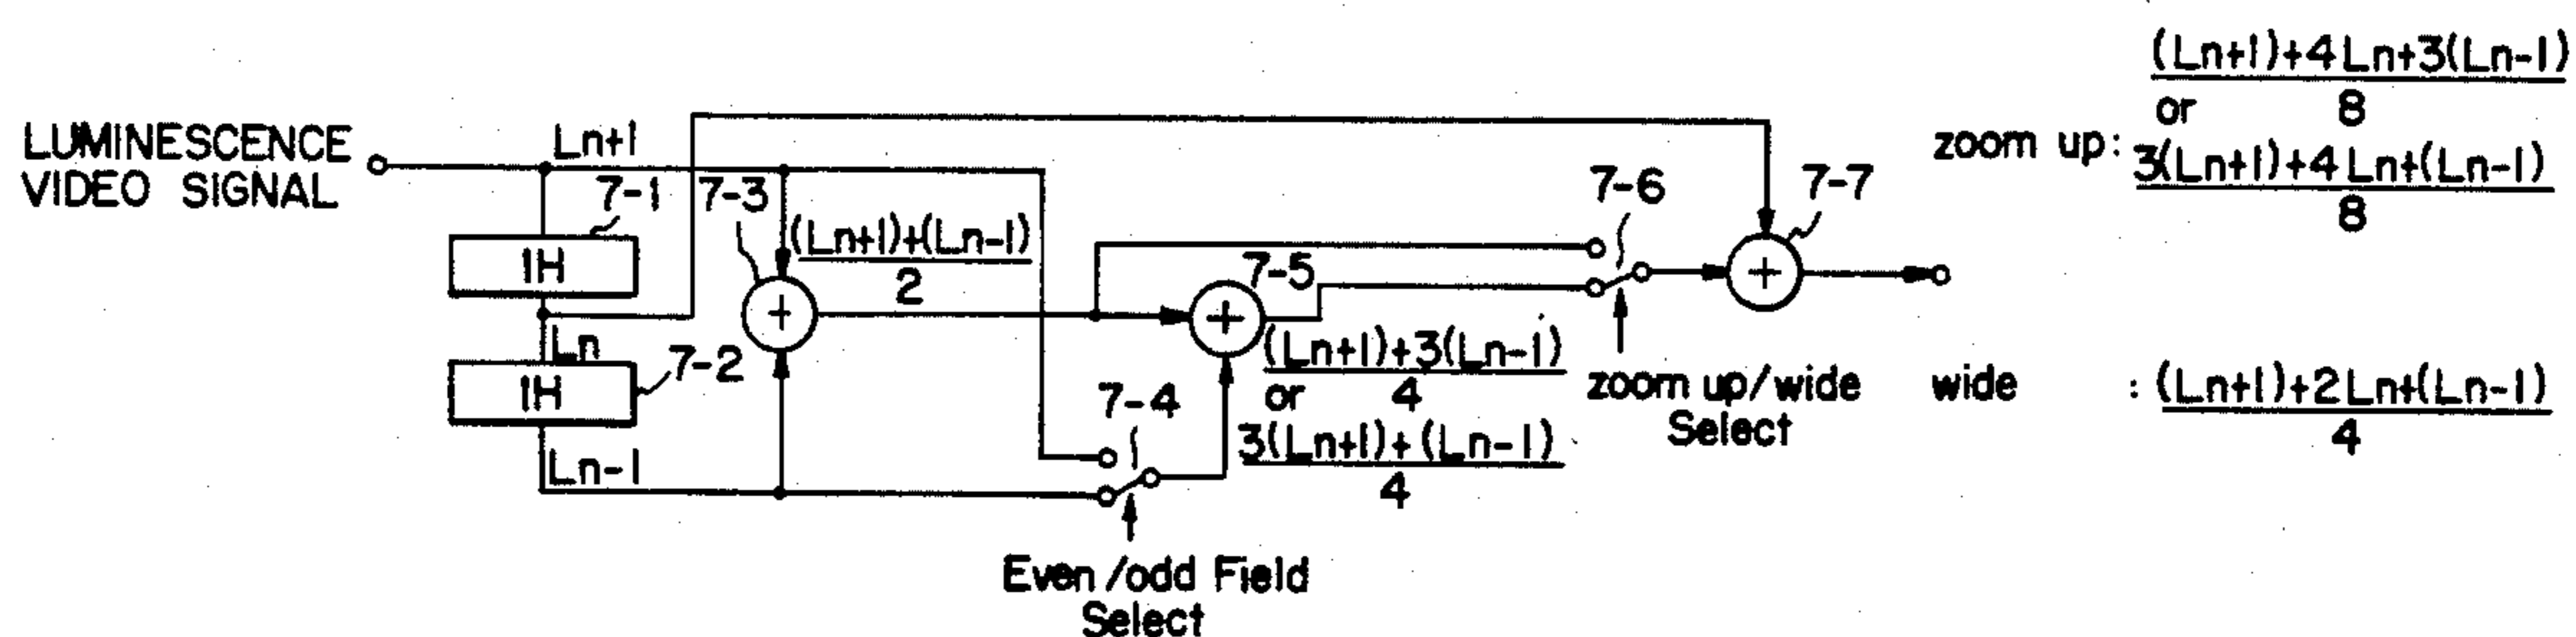 LUMINESCENCE
VIDEO SIGNAL
Ln+1
7-1
1H
Ln
7-2
1H
Ln-1
7-3
+
(Ln+1)+(Ln-1)
2
7-4
Even/odd Field
Select
7-5
+
(Ln+1)+3(Ln-1)
4
or
3(Ln+1)+(Ln-1)
4
7-6
zoom up/wide
Select
7-7
+
zoom up:
(Ln+1)+4Ln+3(Ln-1)
8
or
3(Ln+1)+4Ln+(Ln-1)
8
wide :
(Ln+1)+2Ln+(Ln-1)
4